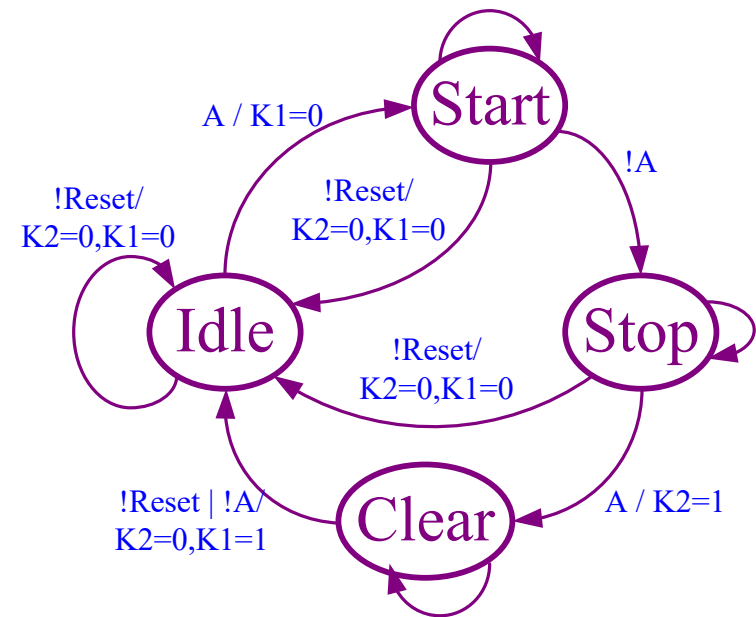 Start
A / K1=0
!A
!Reset/
K2=0,K1=0
!Reset/
K2=0,K1=0
Idle
Stop
!Reset/
K2=0,K1=0
!Reset | !A/
K2=0,K1=1
Clear
A / K2=1